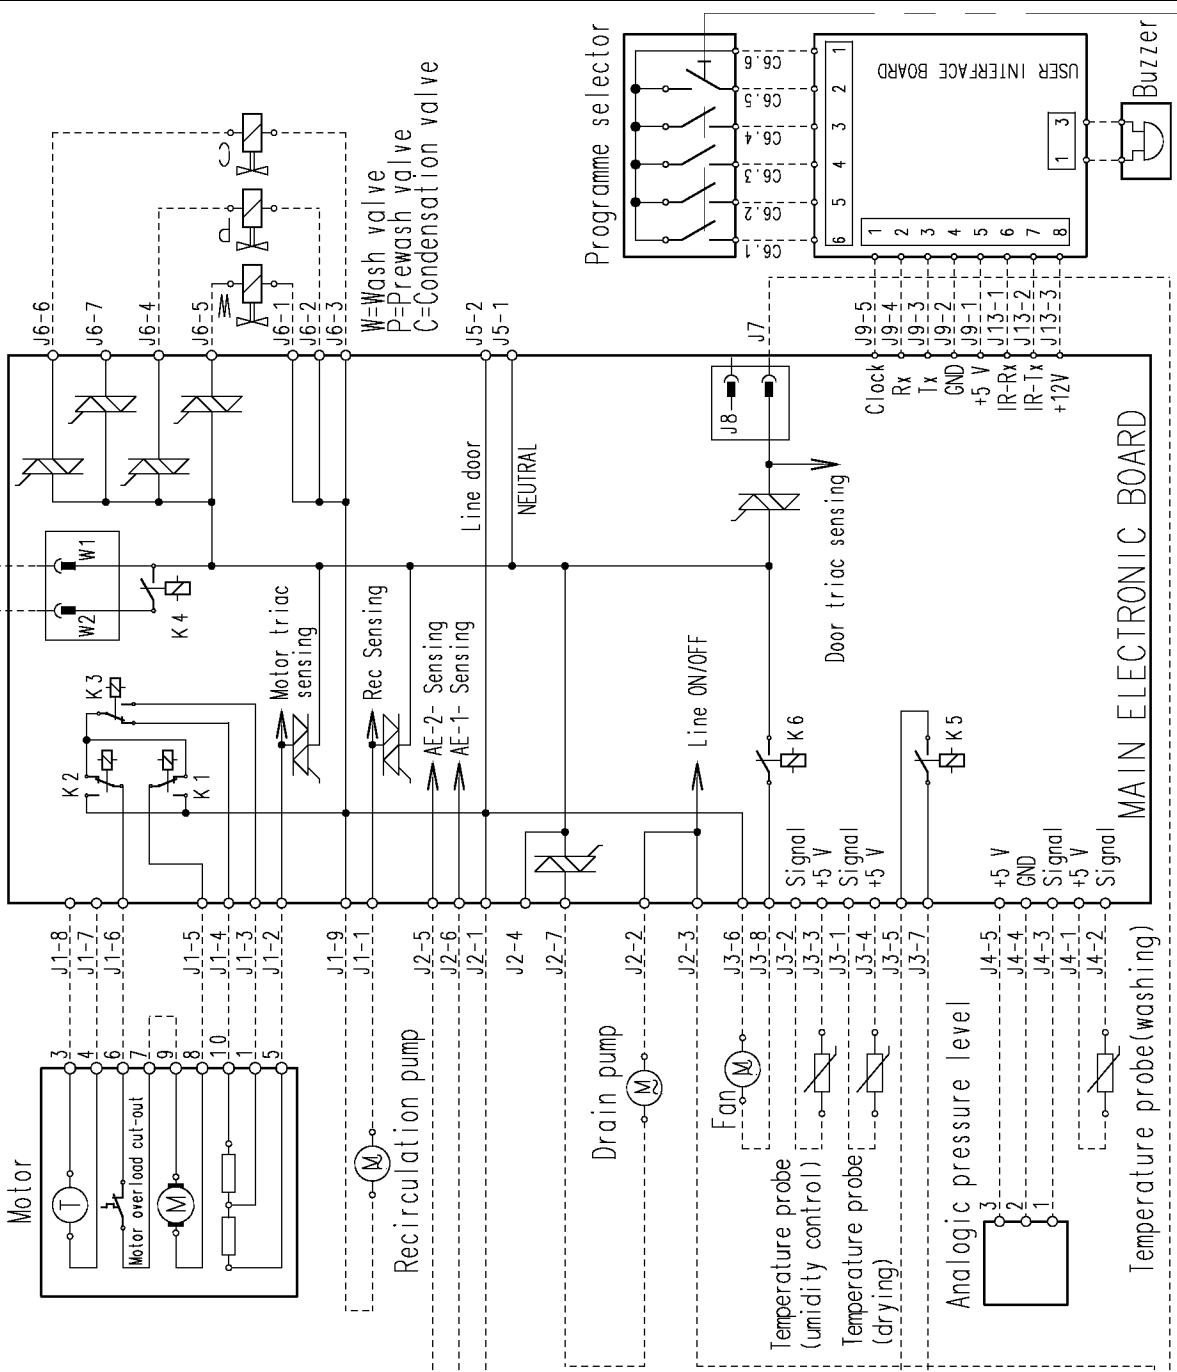 Programme selector
C6.6
C6.5
C6.4
C6.3
C6.2
C6.1
1
2
3
4
5
6
USER INTERFACE BOARD
1 3
Buzzer
1
2
3
4
5
6
7
8
J9-5
J9-4
J9-3
J9-2
J9-1
J13-1
J13-2
J13-3
Clock
Rx
Tx
GND
+5 V
IR-Rx
IR-Tx
+12V
C
P
W
W=Wash valve
P=Prewash valve
C=Condensation valve
J6-6
J6-7
J6-4
J6-5
J6-1
J6-2
J6-3
J5-2
J5-1
J7
J8
Line door
NEUTRAL
W1
W2
K4
K3
K2
K1
Motor triac
sensing
Rec Sensing
AE-2- Sensing
AE-1- Sensing
Line ON/OFF
Door triac sensing
K6
K5
MAIN ELECTRONIC BOARD
Signal
+5 V
Signal
+5 V
+5 V
GND
Signal
+5 V
Signal
J1-8
J1-7
J1-6
J1-5
J1-4
J1-3
J1-2
J1-9
J1-1
J2-5
J2-6
J2-1
J2-4
J2-7
J2-2
J2-3
J3-6
J3-8
J3-2
J3-3
J3-1
J3-4
J3-5
J3-7
J4-5
J4-4
J4-3
J4-1
J4-2
Motor
3
4
6
7
9
8
10
1
5
T
Motor overload cut-out
M
M
Recirculation pump
Drain pump
M
Fan
M
Temperature probe
(umidity controll)
Temperature probe
(drying)
Analogic pressure level
3
2
1
Temperature probe(washing)